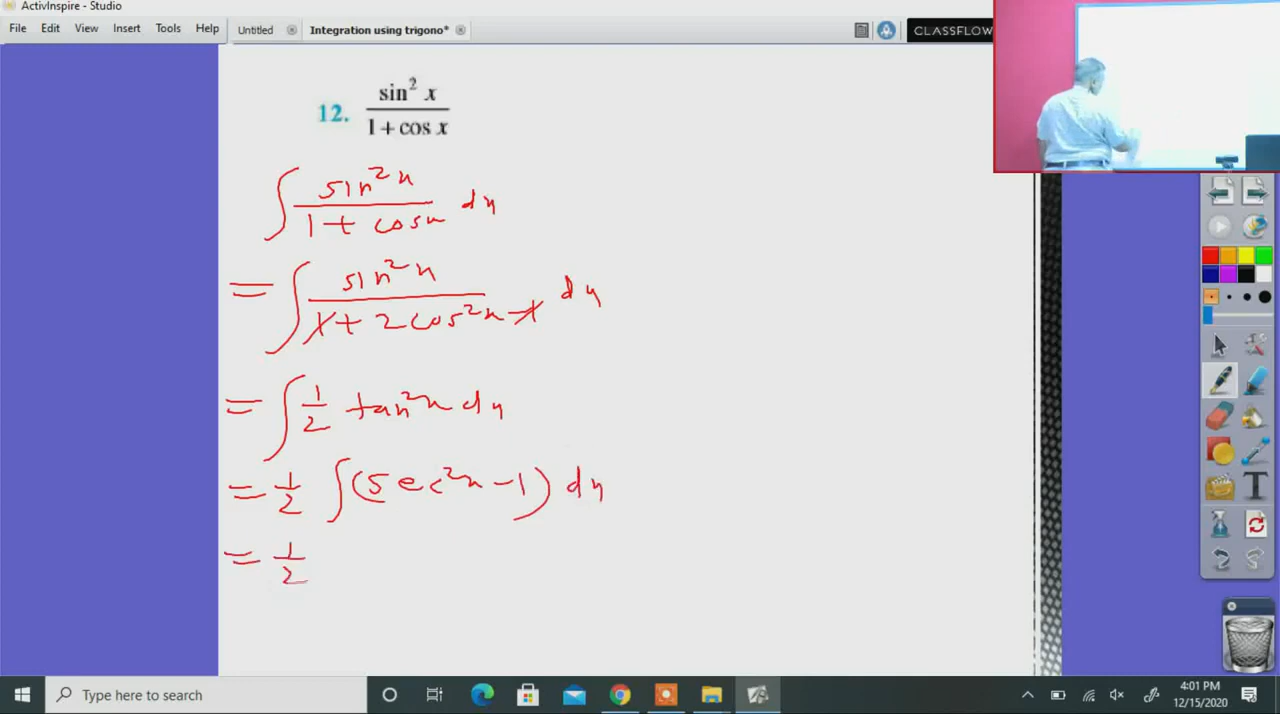 ActivInspire - Studio
File Edit View Insert Tools Help Untitled Integration using trigono* CLASSFLOW
12. sin² x / 1 + cos x
∫ sin²x / 1 + cosx dx
= ∫ sin²x / 1 + 2cos²x - 1 dx
= ∫ 1/2 tan²x dx
= 1/2 ∫ (sec²x - 1) dx
= 1/2
Type here to search
4:01 PM
12/15/2020